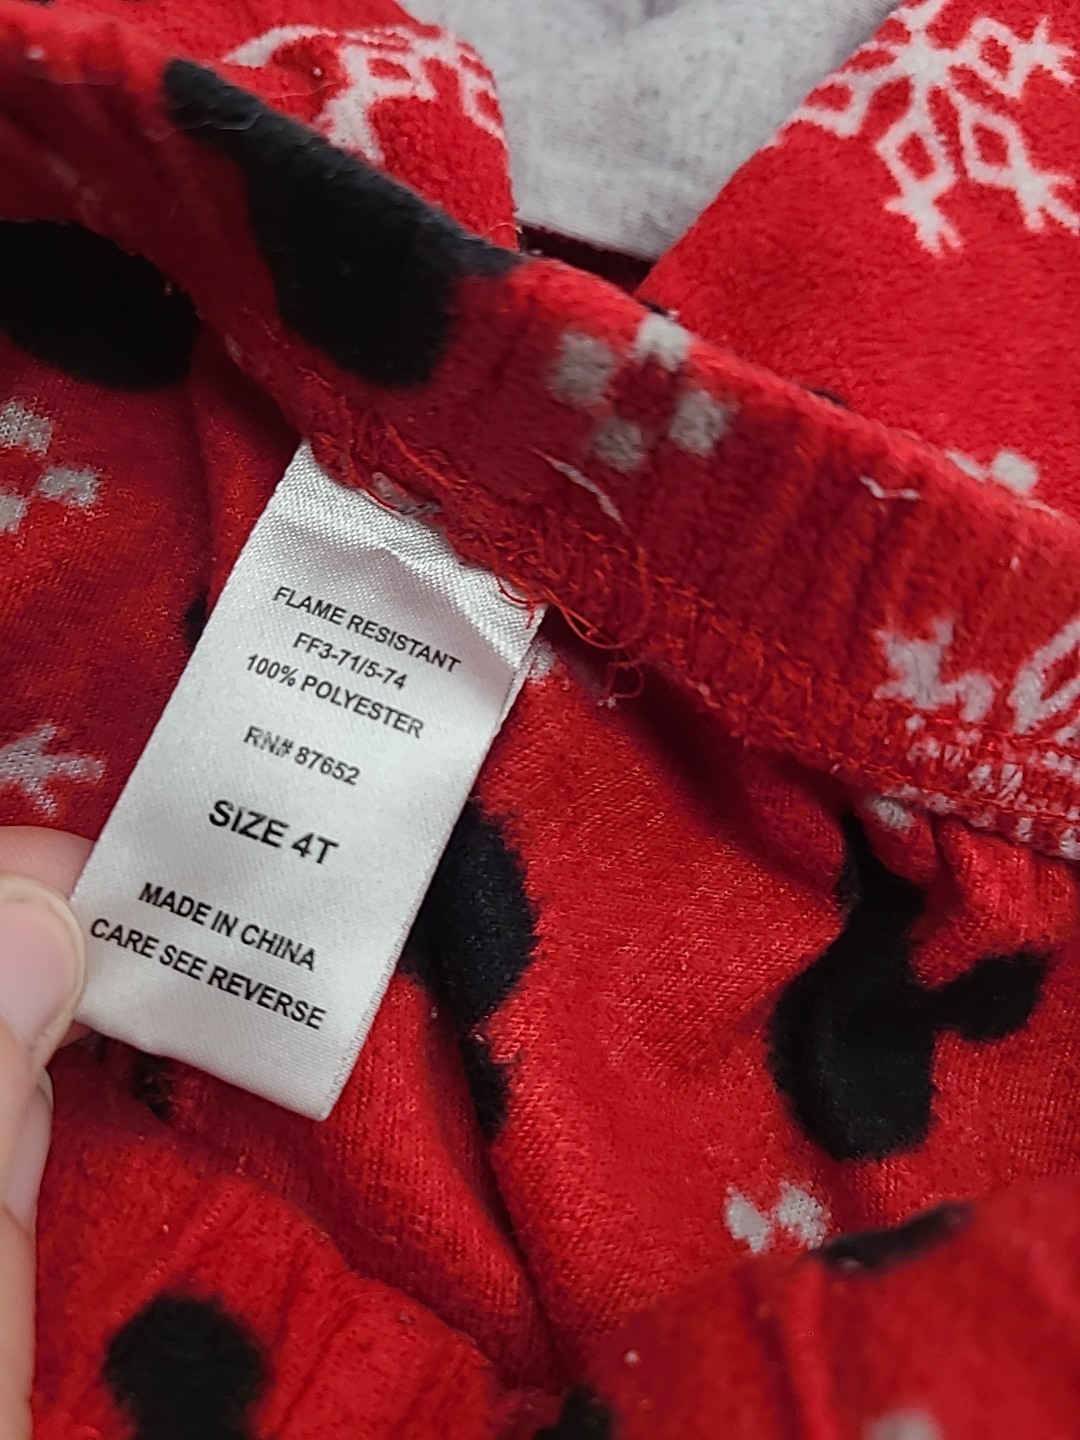 FLAME RESISTANT
FF3-71/5-74
100% POLYESTER
RN# 87652
SIZE 4T
MADE IN CHINA
CARE SEE REVERSE